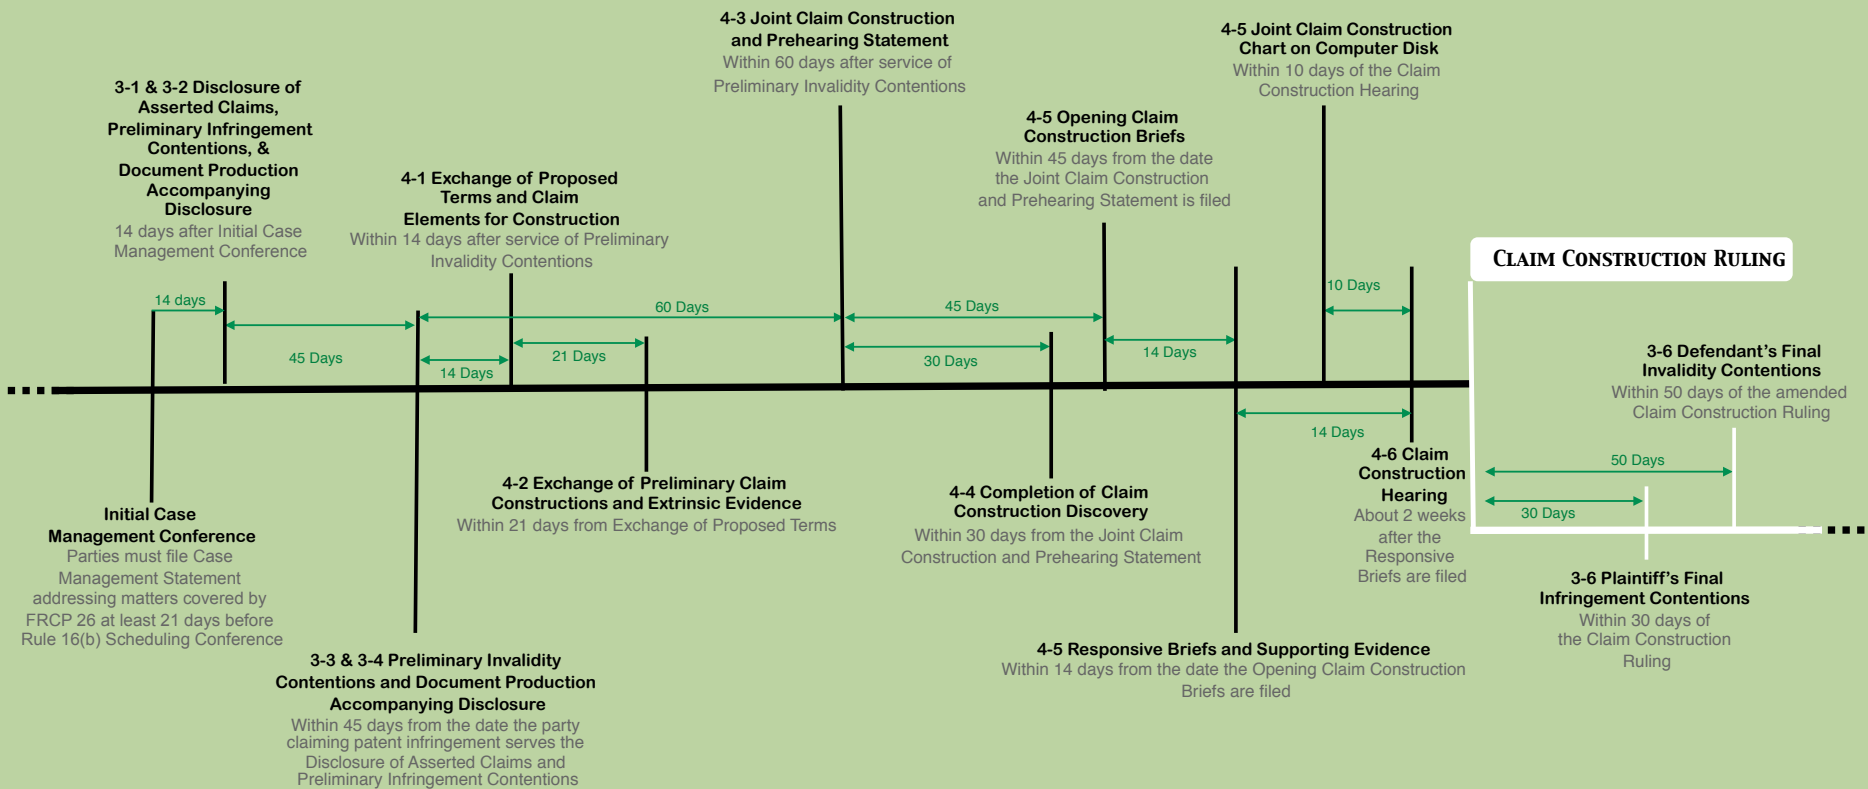 3-1 & 3-2 Disclosure of
Asserted Claims,
Preliminary Infringement
Contentions, &
Document Production
Accompanying
Disclosure
14 days after Initial Case
Management Conference
4-1 Exchange of Proposed
Terms and Claim
Elements for Construction
Within 14 days after service of Preliminary
Invalidity Contentions
4-3 Joint Claim Construction
and Prehearing Statement
Within 60 days after service of
Preliminary Invalidity Contentions
4-5 Opening Claim
Construction Briefs
Within 45 days from the date
the Joint Claim Construction
and Prehearing Statement is filed
4-5 Joint Claim Construction
Chart on Computer Disk
Within 10 days of the Claim
Construction Hearing
Claim Construction Ruling
14 days
45 Days
60 Days
14 Days
21 Days
45 Days
30 Days
14 Days
10 Days
14 Days
3-6 Defendant's Final
Invalidity Contentions
Within 50 days of the amended
Claim Construction Ruling
50 Days
30 Days
Initial Case
Management Conference
Parties must file Case
Management Statement
addressing matters covered by
FRCP 26 at least 21 days before
Rule 16(b) Scheduling Conference
3-3 & 3-4 Preliminary Invalidity
Contentions and Document Production
Accompanying Disclosure
Within 45 days from the date the party
claiming patent infringement serves the
Disclosure of Asserted Claims and
Preliminary Infringement Contentions
4-2 Exchange of Preliminary Claim
Constructions and Extrinsic Evidence
Within 21 days from Exchange of Proposed Terms
4-4 Completion of Claim
Construction Discovery
Within 30 days from the Joint Claim
Construction and Prehearing Statement
4-5 Responsive Briefs and Supporting Evidence
Within 14 days from the date the Opening Claim Construction
Briefs are filed
4-6 Claim
Construction
Hearing
About 2 weeks
after the
Responsive
Briefs are filed
3-6 Plaintiff's Final
Infringement Contentions
Within 30 days of
the Claim Construction
Ruling